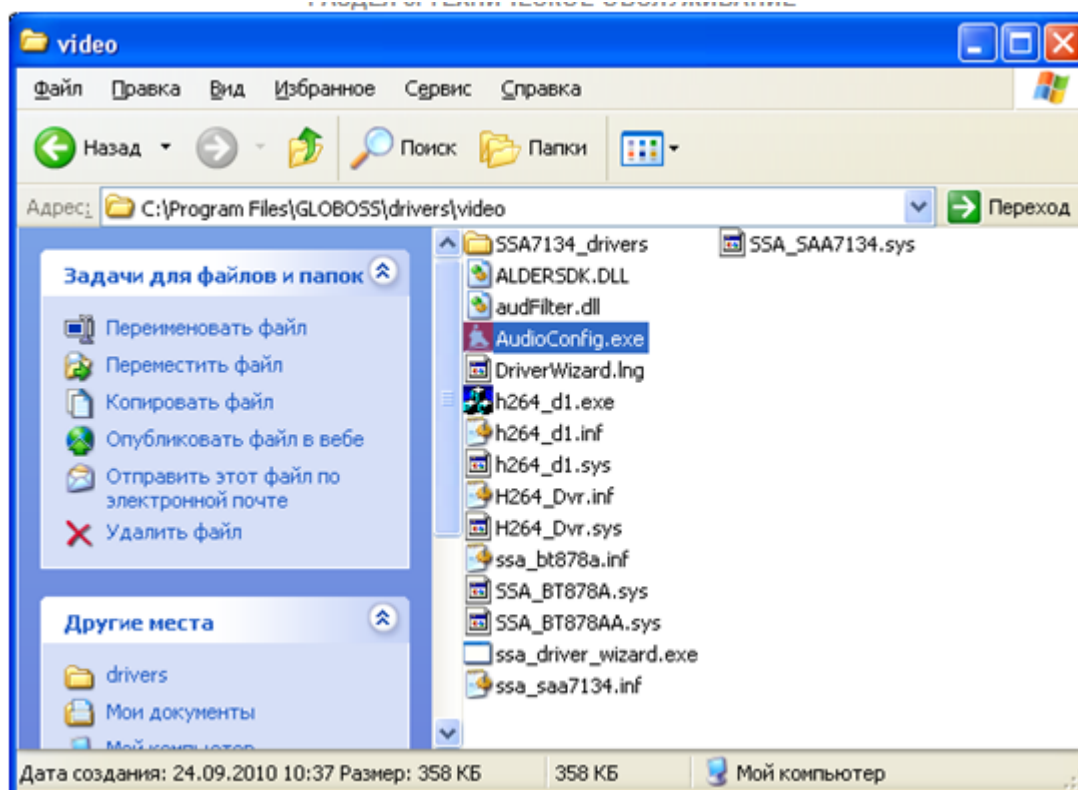 video
Файл Правка Вид Избранное Сервис Справка
Назад Поиск Папки
Адрес: C:\Program Files\GLOBOSS\drivers\video Переход
Задачи для файлов и папок
Переименовать файл
Переместить файл
Копировать файл
Опубликовать файл в вебе
Отправить этот файл по
электронной почте
Удалить файл
Другие места
drivers
Мои документы
Мой компьютер
SSA7134_drivers
ALDERSDK.DLL
audFilter.dll
AudioConfig.exe
DriverWizard.lng
h264_d1.exe
h264_d1.inf
h264_d1.sys
H264_Dvr.inf
H264_Dvr.sys
ssa_bt878a.inf
SSA_BT878A.sys
SSA_BT878AA.sys
ssa_driver_wizard.exe
ssa_saa7134.inf
SSA_SAA7134.sys
Дата создания: 24.09.2010 10:37 Размер: 358 КБ 358 КБ Мой компьютер